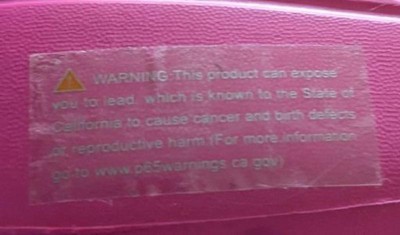 WARNING:This product can expose
you to lead, which is known to the State of
California to cause cancer and birth defects
or reproductive harm.(For more information
go to www.p65warnings.ca.gov)